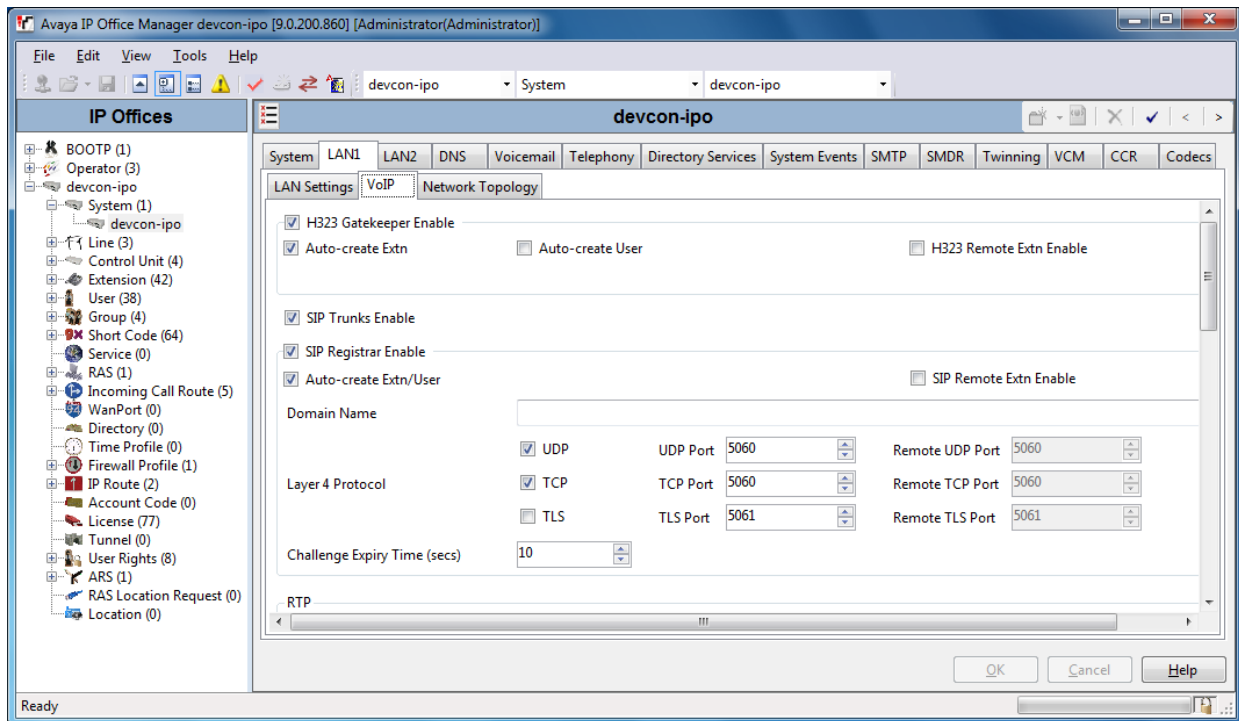 Avaya IP Office Manager devcon-ipo [9.0.200.860] [Administrator(Administrator)]
File Edit View Tools Help
devcon-ipo System devcon-ipo
IP Offices
BOOTP (1)
Operator (3)
devcon-ipo
System (1)
devcon-ipo
Line (3)
Control Unit (4)
Extension (42)
User (38)
Group (4)
Short Code (64)
Service (0)
RAS (1)
Incoming Call Route (5)
WanPort (0)
Directory (0)
Time Profile (0)
Firewall Profile (1)
IP Route (2)
Account Code (0)
License (77)
Tunnel (0)
User Rights (8)
ARS (1)
RAS Location Request (0)
Location (0)
devcon-ipo
System LAN1 LAN2 DNS Voicemail Telephony Directory Services System Events SMTP SMDR Twinning VCM CCR Codecs
LAN Settings VoIP Network Topology
H323 Gatekeeper Enable
Auto-create Extn Auto-create User H323 Remote Extn Enable
SIP Trunks Enable
SIP Registrar Enable
Auto-create Extn/User SIP Remote Extn Enable
Domain Name
UDP UDP Port 5060 Remote UDP Port 5060
Layer 4 Protocol TCP TCP Port 5060 Remote TCP Port 5060
TLS TLS Port 5061 Remote TLS Port 5061
Challenge Expiry Time (secs) 10
RTP
OK Cancel Help
Ready